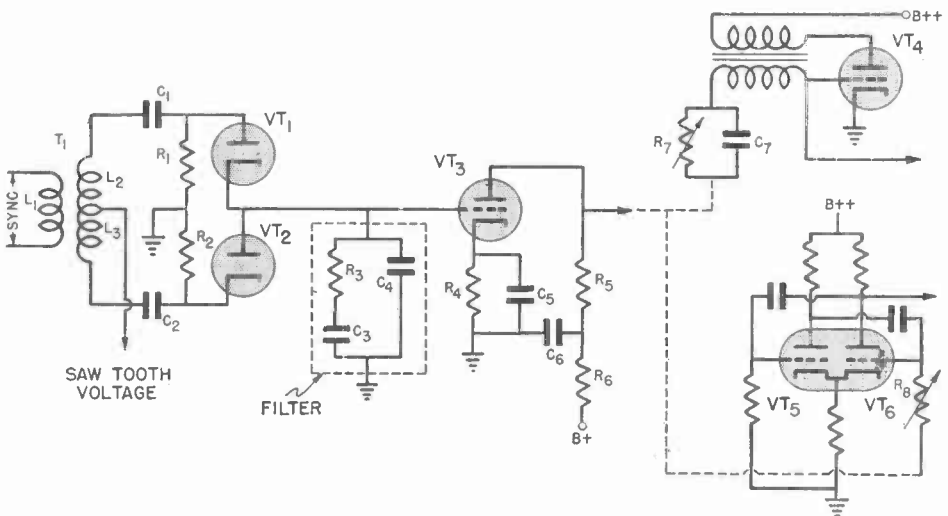 B++
VT4
C1
VT1
T1
R1
R7
C7
VT3
L2
SYNC
L1
L3
R2
VT2
B++
R3
C4
R4
C5
R5
C3
C6
C2
SAW TOOTH
VOLTAGE
FILTER
R6
B+
VT5
VT6
R8